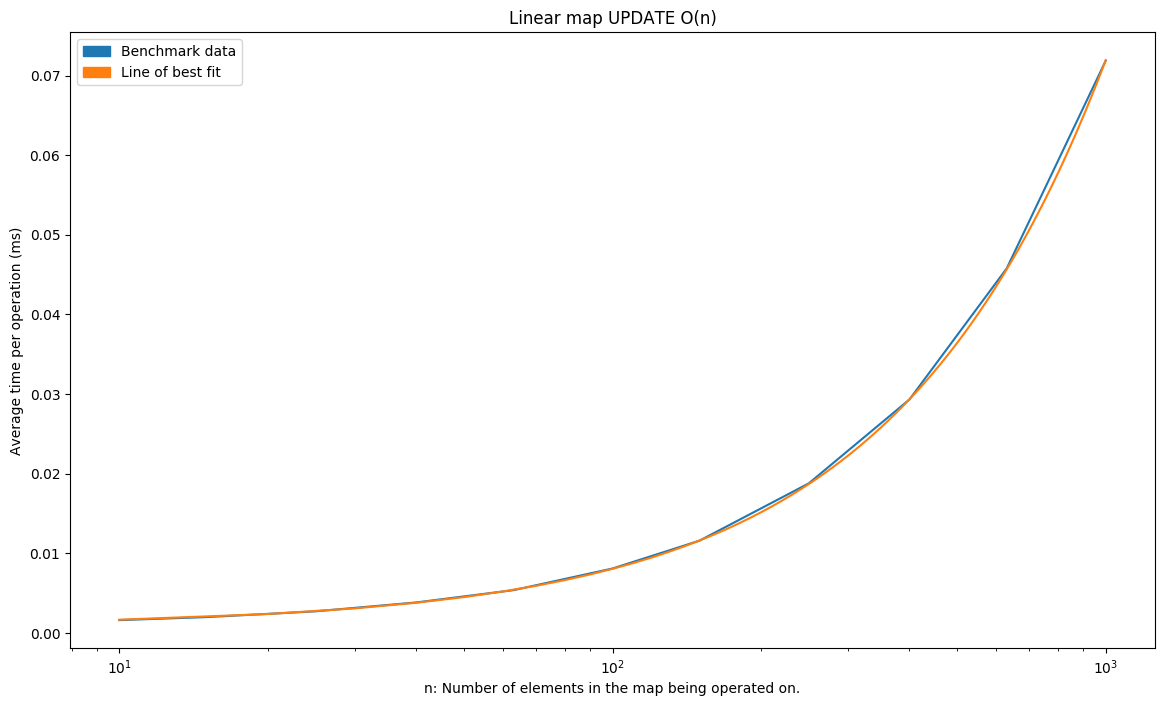 Linear map UPDATE O(n)
Benchmark data
Line of best fit
Average time per operation (ms)
0.07
0.06
0.05
0.04
0.03
0.02
0.01
0.00
10¹
10²
10³
n: Number of elements in the map being operated on.